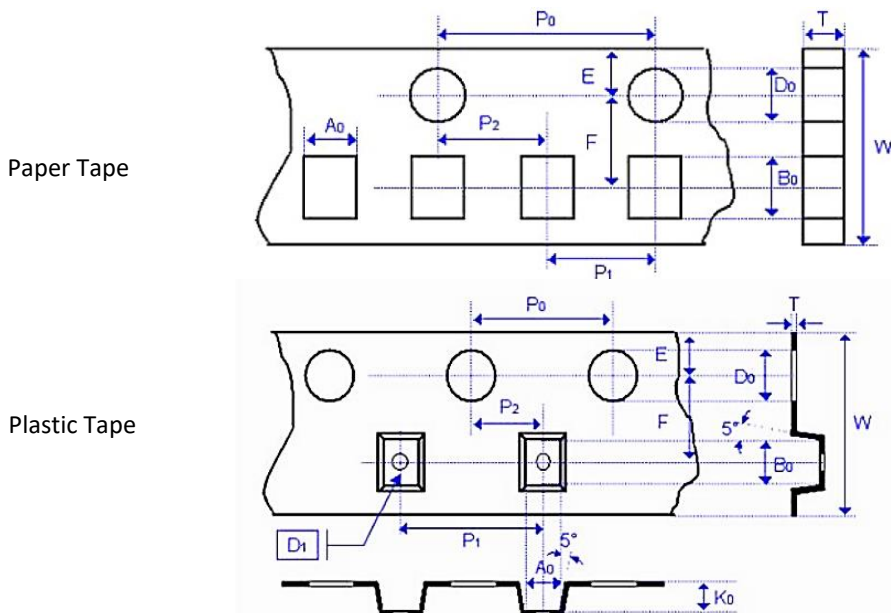 Paper Tape
P0
T
E
D0
A0
P2
F
W
B0
P1
Plastic Tape
P0
T
E
D0
P2
F
W
5°
B0
D1
P1
5°
A0
K0